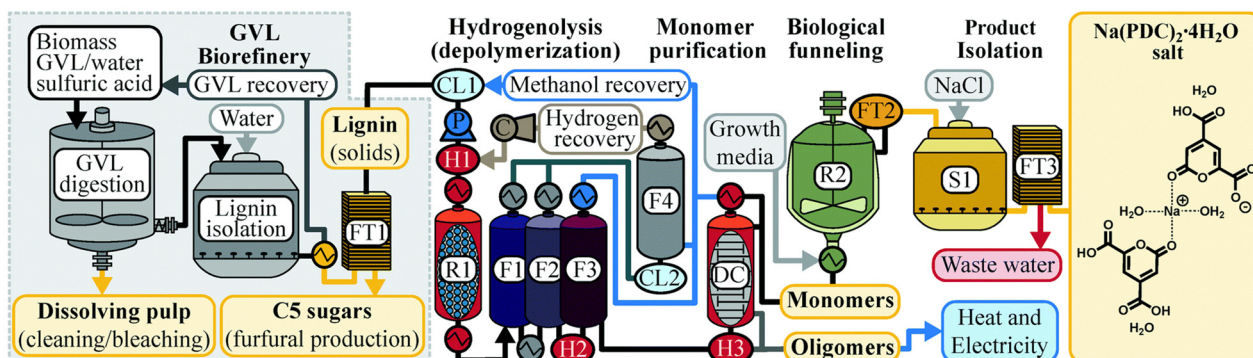 GVL
Biorefinery
Biomass
GVL/water
sulfuric acid
GVL recovery
Water
GVL
digestion
Lignin
isolation
Lignin
(solids)
FT1
Dissolving pulp
(cleaning/bleaching)
C5 sugars
(furfural production)
Hydrogenolysis
(depolymerization)
CL1
Methanol recovery
P
C
Hydrogen
recovery
H1
R1
F1
F2
F3
H2
F4
CL2
Monomer
purification
DC
H3
Monomers
Oligomers
Heat and
Electricity
Biological
funneling
Growth
media
R2
FT2
Product
Isolation
NaCl
S1
FT3
Waste water
Na(PDC)₂·4H₂O
salt
H₂O
HO
O
O
O
O
O
⊖
H₂O
Na
⊕
OH₂
O
O
O
HO
O
O
OH
H₂O